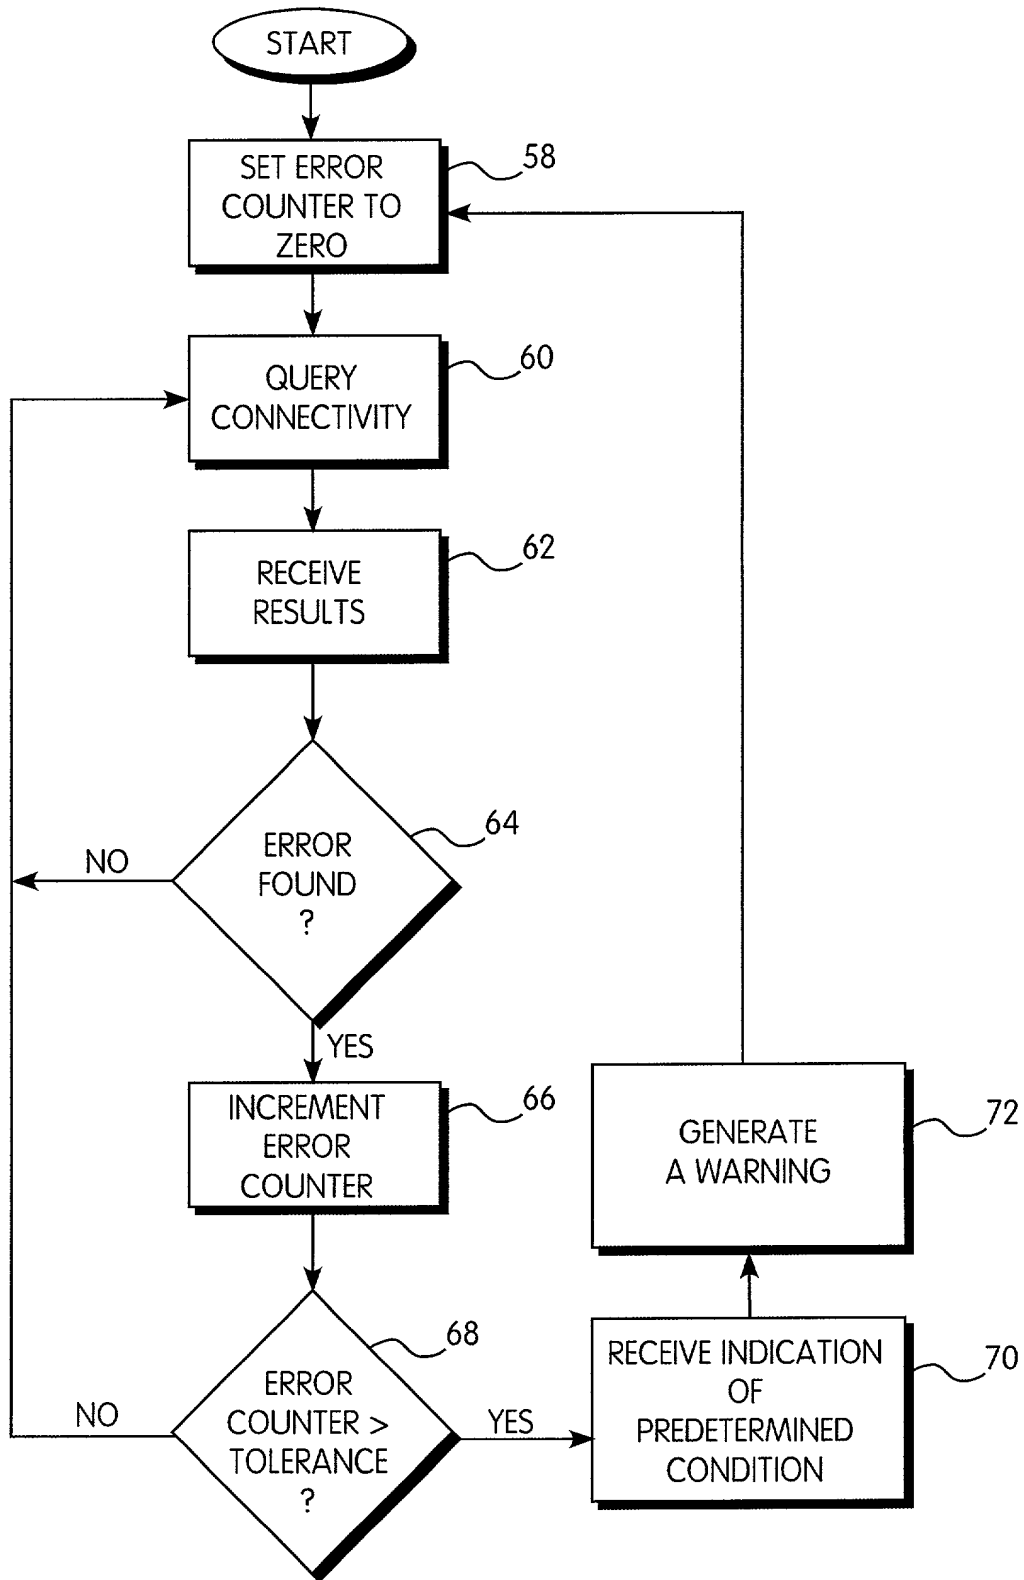 START
SET ERROR
COUNTER TO
ZERO
58
QUERY
CONNECTIVITY
60
RECEIVE
RESULTS
62
ERROR
FOUND
?
64
NO
YES
INCREMENT
ERROR
COUNTER
66
ERROR
COUNTER >
TOLERANCE
?
68
NO
YES
RECEIVE INDICATION
OF
PREDETERMINED
CONDITION
70
GENERATE
A WARNING
72